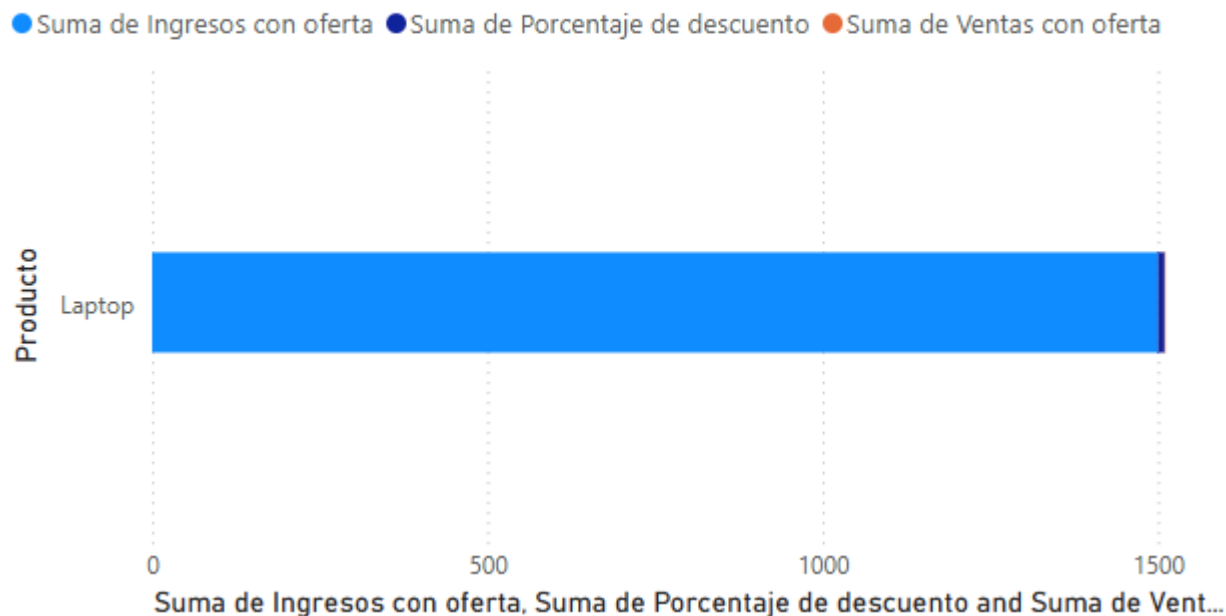 Suma de Ingresos con oferta Suma de Porcentaje de descuento Suma de Ventas con oferta
Producto
Laptop
0 500 1000 1500
Suma de Ingresos con oferta, Suma de Porcentaje de descuento and Suma de Vent...